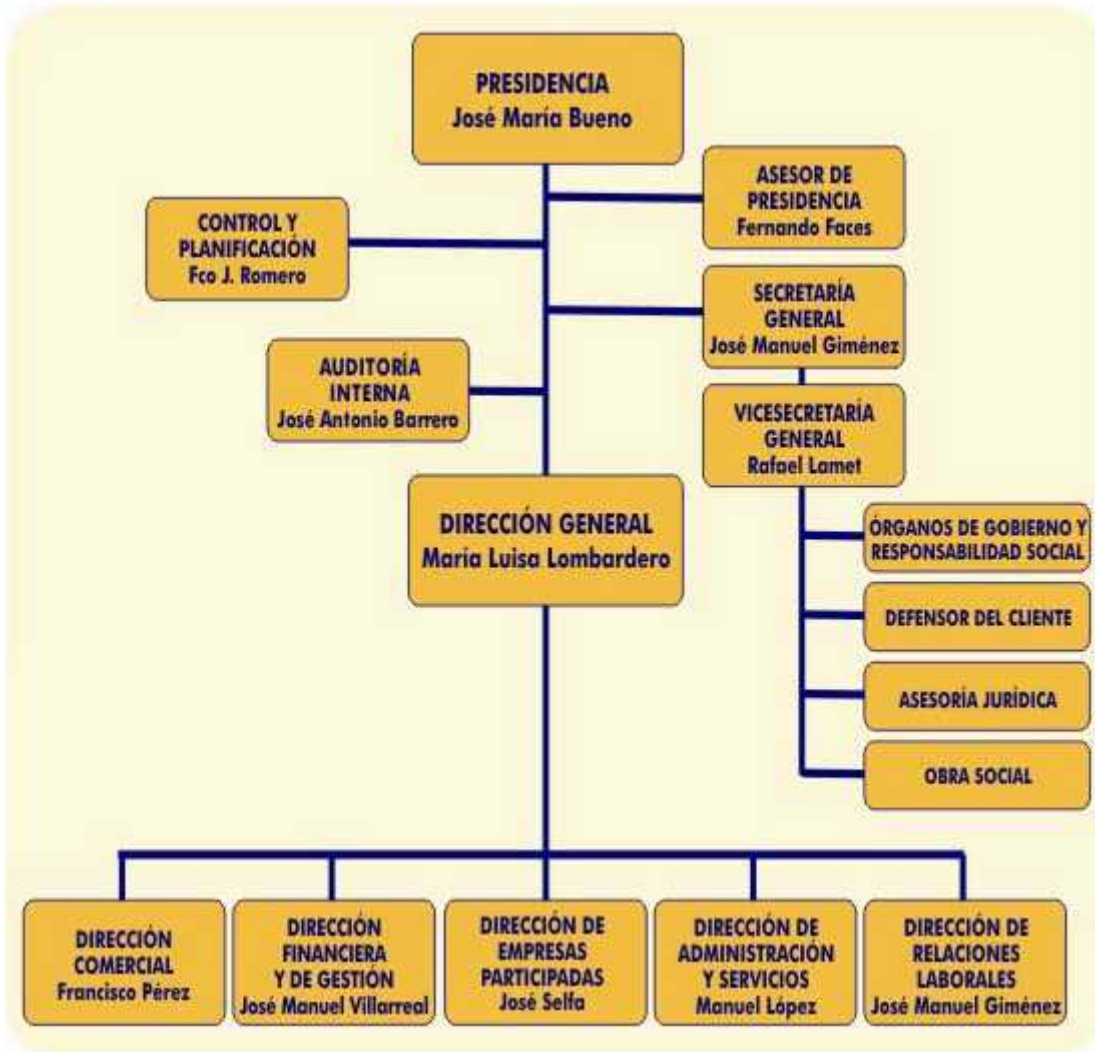 PRESIDENCIA
José María Bueno
ASESOR DE
PRESIDENCIA
Fernando Faces
CONTROL Y
PLANIFICACIÓN
Fco J. Romero
SECRETARÍA
GENERAL
José Manuel Giménez
AUDITORÍA
INTERNA
José Antonio Barrero
VICESECRETARÍA
GENERAL
Rafael Lamet
DIRECCIÓN GENERAL
María Luisa Lombardero
ÓRGANOS DE GOBIERNO Y
RESPONSABILIDAD SOCIAL
DEFENSOR DEL CLIENTE
ASESORÍA JURÍDICA
OBRA SOCIAL
DIRECCIÓN
COMERCIAL
Francisco Pérez
DIRECCIÓN
FINANCIERA
Y DE GESTIÓN
José Manuel Villarreal
DIRECCIÓN DE
EMPRESAS
PARTICIPADAS
José Selfa
DIRECCIÓN DE
ADMINISTRACIÓN
Y SERVICIOS
Manuel López
DIRECCIÓN DE
RELACIONES
LABORALES
José Manuel Giménez